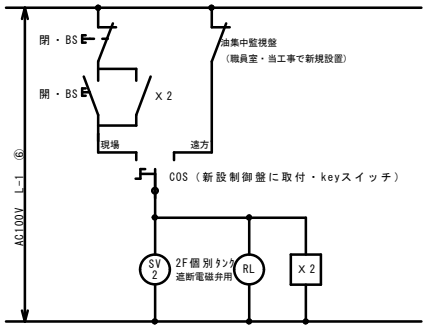 閉・BS
油集中監視盤
(職員室・当工事で新規設置)
開・BS
X2
現場
遠方
COS (新設制御盤に取付・keyスイッチ)
AC100V L-1 ⑥
SV
2
2F個別タンク
遮断電磁弁用
RL
X2